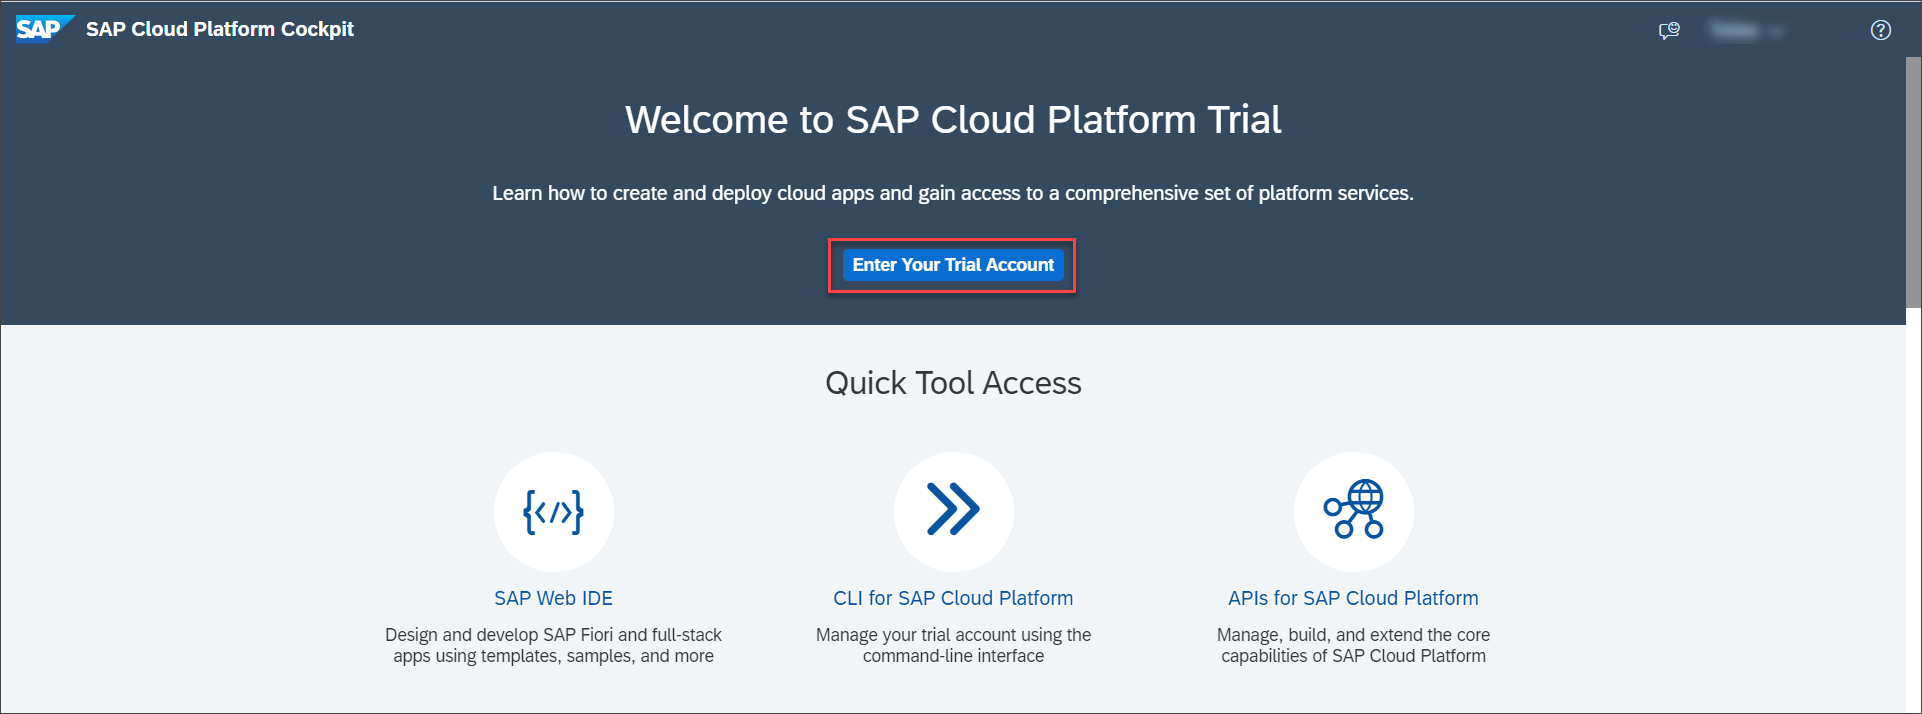 SAP SAP Cloud Platform Cockpit
Welcome to SAP Cloud Platform Trial
Learn how to create and deploy cloud apps and gain access to a comprehensive set of platform services.
Enter Your Trial Account
Quick Tool Access
SAP Web IDE
Design and develop SAP Fiori and full-stack
apps using templates, samples, and more
CLI for SAP Cloud Platform
Manage your trial account using the
command-line interface
APIs for SAP Cloud Platform
Manage, build, and extend the core
capabilities of SAP Cloud Platform